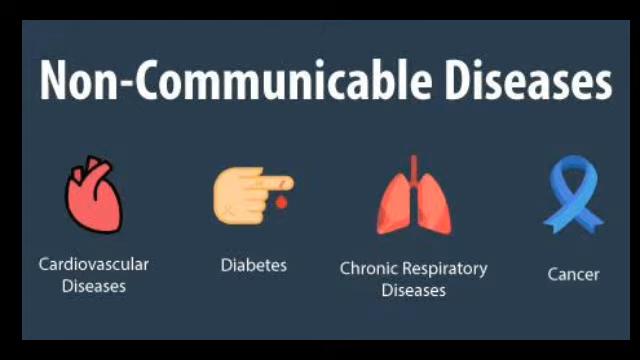 Non-Communicable Diseases
Cardiovascular
Diseases
Diabetes
Chronic Respiratory
Diseases
Cancer